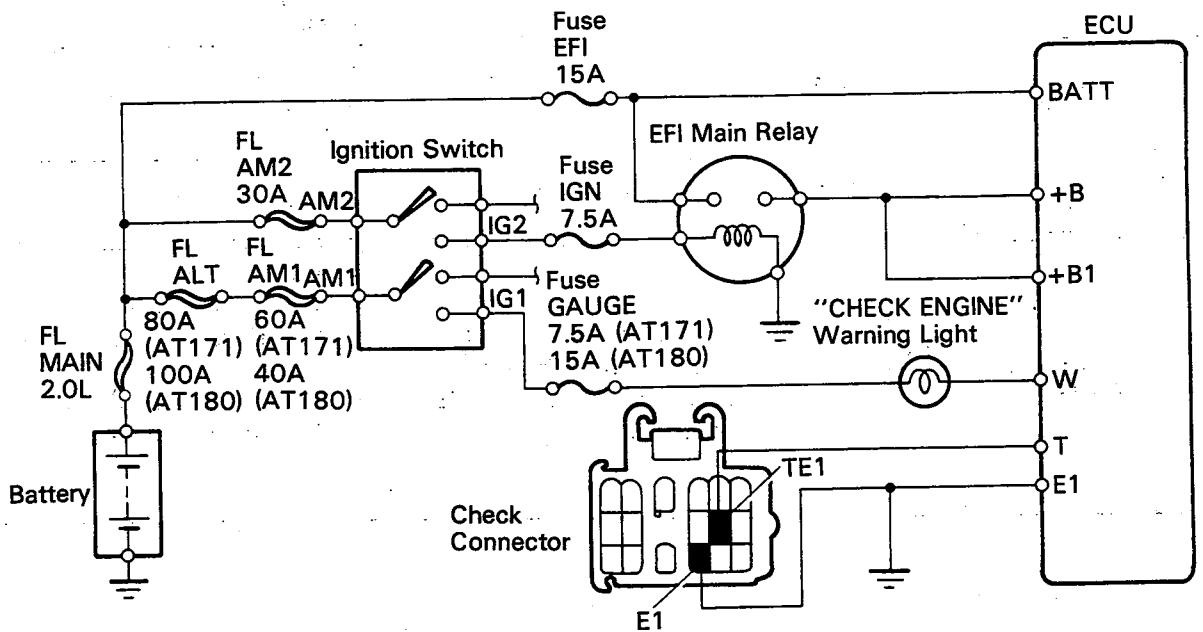 Fuse
EFI
15A
ECU
BATT
EFI Main Relay
FL
AM2
30A
AM2
Ignition Switch
Fuse
IGN
7.5A
IG2
+B
FL
ALT
80A
(AT171)
100A
(AT180)
FL
AM1
60A
(AT171)
40A
(AT180)
AM1
IG1
Fuse
GAUGE
7.5A (AT171)
15A (AT180)
+B1
"CHECK ENGINE"
Warning Light
FL
MAIN
2.0L
W
T
TE1
E1
Battery
Check
Connector
E1